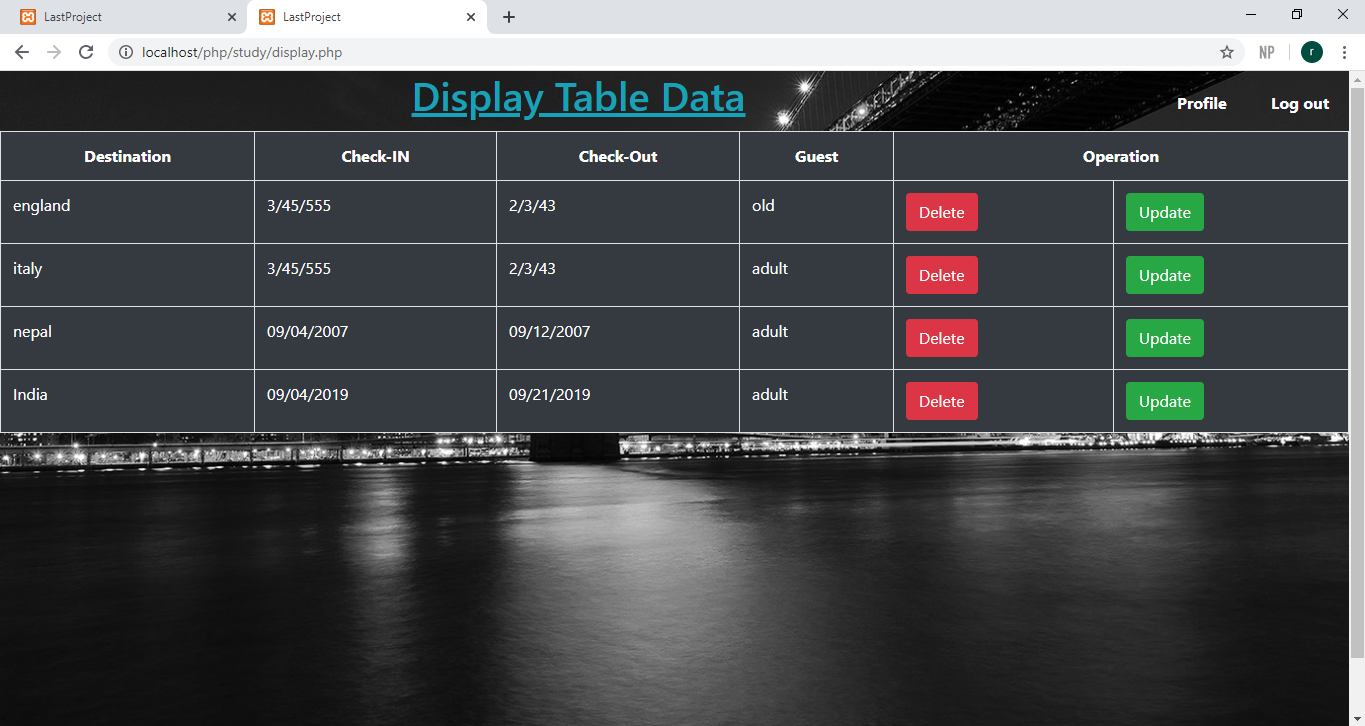 LastProject LastProject
localhost/php/study/display.php NP r
Display Table Data
Profile Log out
Destination Check-IN Check-Out Guest Operation
england 3/45/555 2/3/43 old Delete Update
italy 3/45/555 2/3/43 adult Delete Update
nepal 09/04/2007 09/12/2007 adult Delete Update
India 09/04/2019 09/21/2019 adult Delete Update